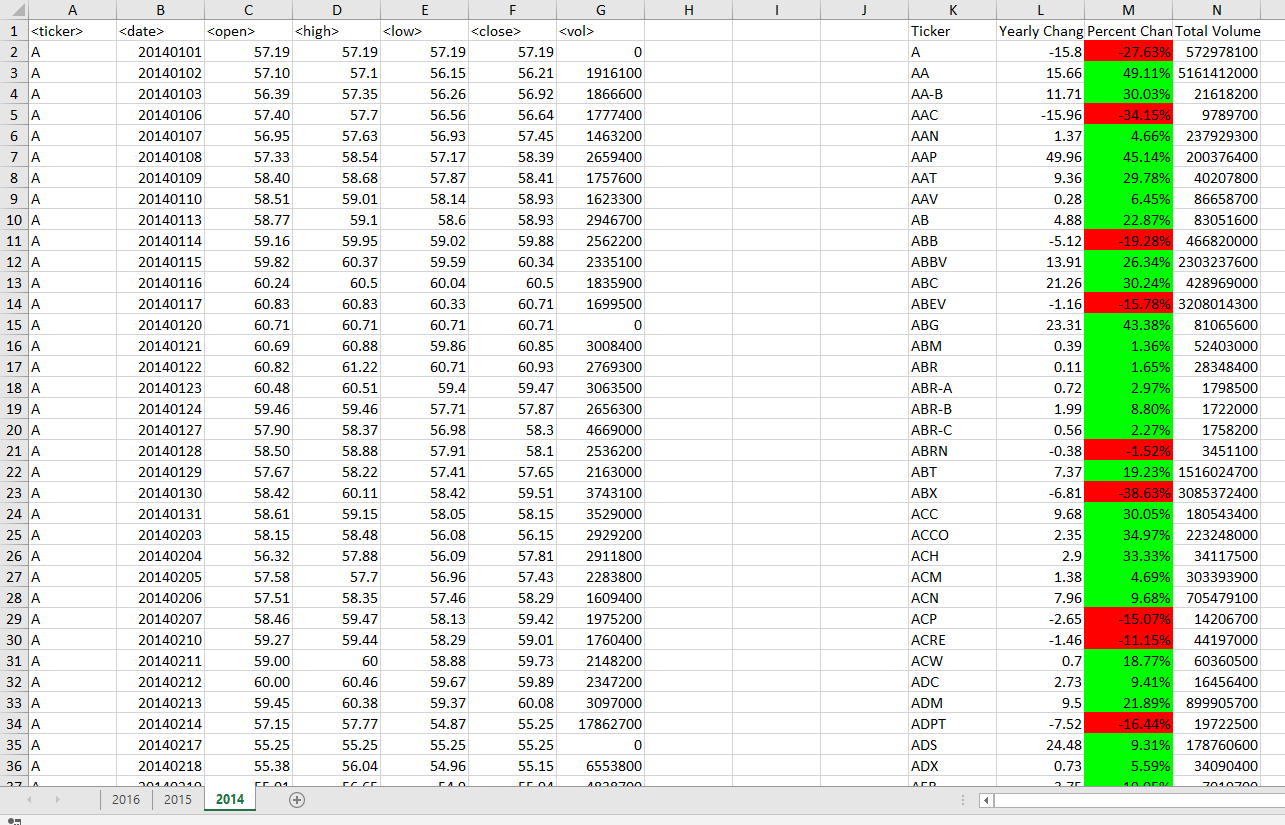 A B C D E F G H I J K L M N
1 <ticker> <date> <open> <high> <low> <close> <vol> Ticker Yearly Chang Percent Chan Total Volume
2 A 20140101 57.19 57.19 57.19 57.19 0 A -15.8 -27.63% 572978100
3 A 20140102 57.10 57.1 56.15 56.21 1916100 AA 15.66 49.11% 5161412000
4 A 20140103 56.39 57.35 56.26 56.92 1866600 AA-B 11.71 30.03% 21618200
5 A 20140106 57.40 57.7 56.56 56.64 1777400 AAC -15.96 -34.15% 9789700
6 A 20140107 56.95 57.63 56.93 57.45 1463200 AAN 1.37 4.66% 237929300
7 A 20140108 57.33 58.54 57.17 58.39 2659400 AAP 49.96 45.14% 200376400
8 A 20140109 58.40 58.68 57.87 58.41 1757600 AAT 9.36 29.78% 40207800
9 A 20140110 58.51 59.01 58.14 58.93 1623300 AAV 0.28 6.45% 86658700
10 A 20140113 58.77 59.1 58.6 58.93 2946700 AB 4.88 22.87% 83051600
11 A 20140114 59.16 59.95 59.02 59.88 2562200 ABB -5.12 -19.28% 466820000
12 A 20140115 59.82 60.37 59.59 60.34 2335100 ABBV 13.91 26.34% 2303237600
13 A 20140116 60.24 60.5 60.04 60.5 1835900 ABC 21.26 30.24% 428969000
14 A 20140117 60.83 60.83 60.33 60.71 1699500 ABEV -1.16 -15.78% 3208014300
15 A 20140120 60.71 60.71 60.71 60.71 0 ABG 23.31 43.38% 81065600
16 A 20140121 60.69 60.88 59.86 60.85 3008400 ABM 0.39 1.36% 52403000
17 A 20140122 60.82 61.22 60.71 60.93 2769300 ABR 0.11 1.65% 28348400
18 A 20140123 60.48 60.51 59.4 59.47 3063500 ABR-A 0.72 2.97% 1798500
19 A 20140124 59.46 59.46 57.71 57.87 2656300 ABR-B 1.99 8.80% 1722000
20 A 20140127 57.90 58.37 56.98 58.3 4669000 ABR-C 0.56 2.27% 1758200
21 A 20140128 58.50 58.88 57.91 58.1 2536200 ABRN -0.38 -1.52% 3451100
22 A 20140129 57.67 58.22 57.41 57.65 2163000 ABT 7.37 19.23% 1516024700
23 A 20140130 58.42 60.11 58.42 59.51 3743100 ABX -6.81 -38.63% 3085372400
24 A 20140131 58.61 59.15 58.05 58.15 3529000 ACC 9.68 30.05% 180543400
25 A 20140203 58.15 58.48 56.08 56.15 2929200 ACCO 2.35 34.97% 223248000
26 A 20140204 56.32 57.88 56.09 57.81 2911800 ACH 2.9 33.33% 34117500
27 A 20140205 57.58 57.7 56.96 57.43 2283800 ACM 1.38 4.69% 303393900
28 A 20140206 57.51 58.35 57.46 58.29 1609400 ACN 7.96 9.68% 705479100
29 A 20140207 58.46 59.47 58.13 59.42 1975200 ACP -2.65 -15.07% 14206700
30 A 20140210 59.27 59.44 58.29 59.01 1760400 ACRE -1.46 -11.15% 44197000
31 A 20140211 59.00 60 58.88 59.73 2148200 ACW 0.7 18.77% 60360500
32 A 20140212 60.00 60.46 59.67 59.89 2347200 ADC 2.73 9.41% 16456400
33 A 20140213 59.45 60.38 59.37 60.08 3097000 ADM 9.5 21.89% 899905700
34 A 20140214 57.15 57.77 54.87 55.25 17862700 ADPT -7.52 -16.44% 19722500
35 A 20140217 55.25 55.25 55.25 55.25 0 ADS 24.48 9.31% 178760600
36 A 20140218 55.38 56.04 54.96 55.15 6553800 ADX 0.73 5.59% 34090400
2016 2015 2014